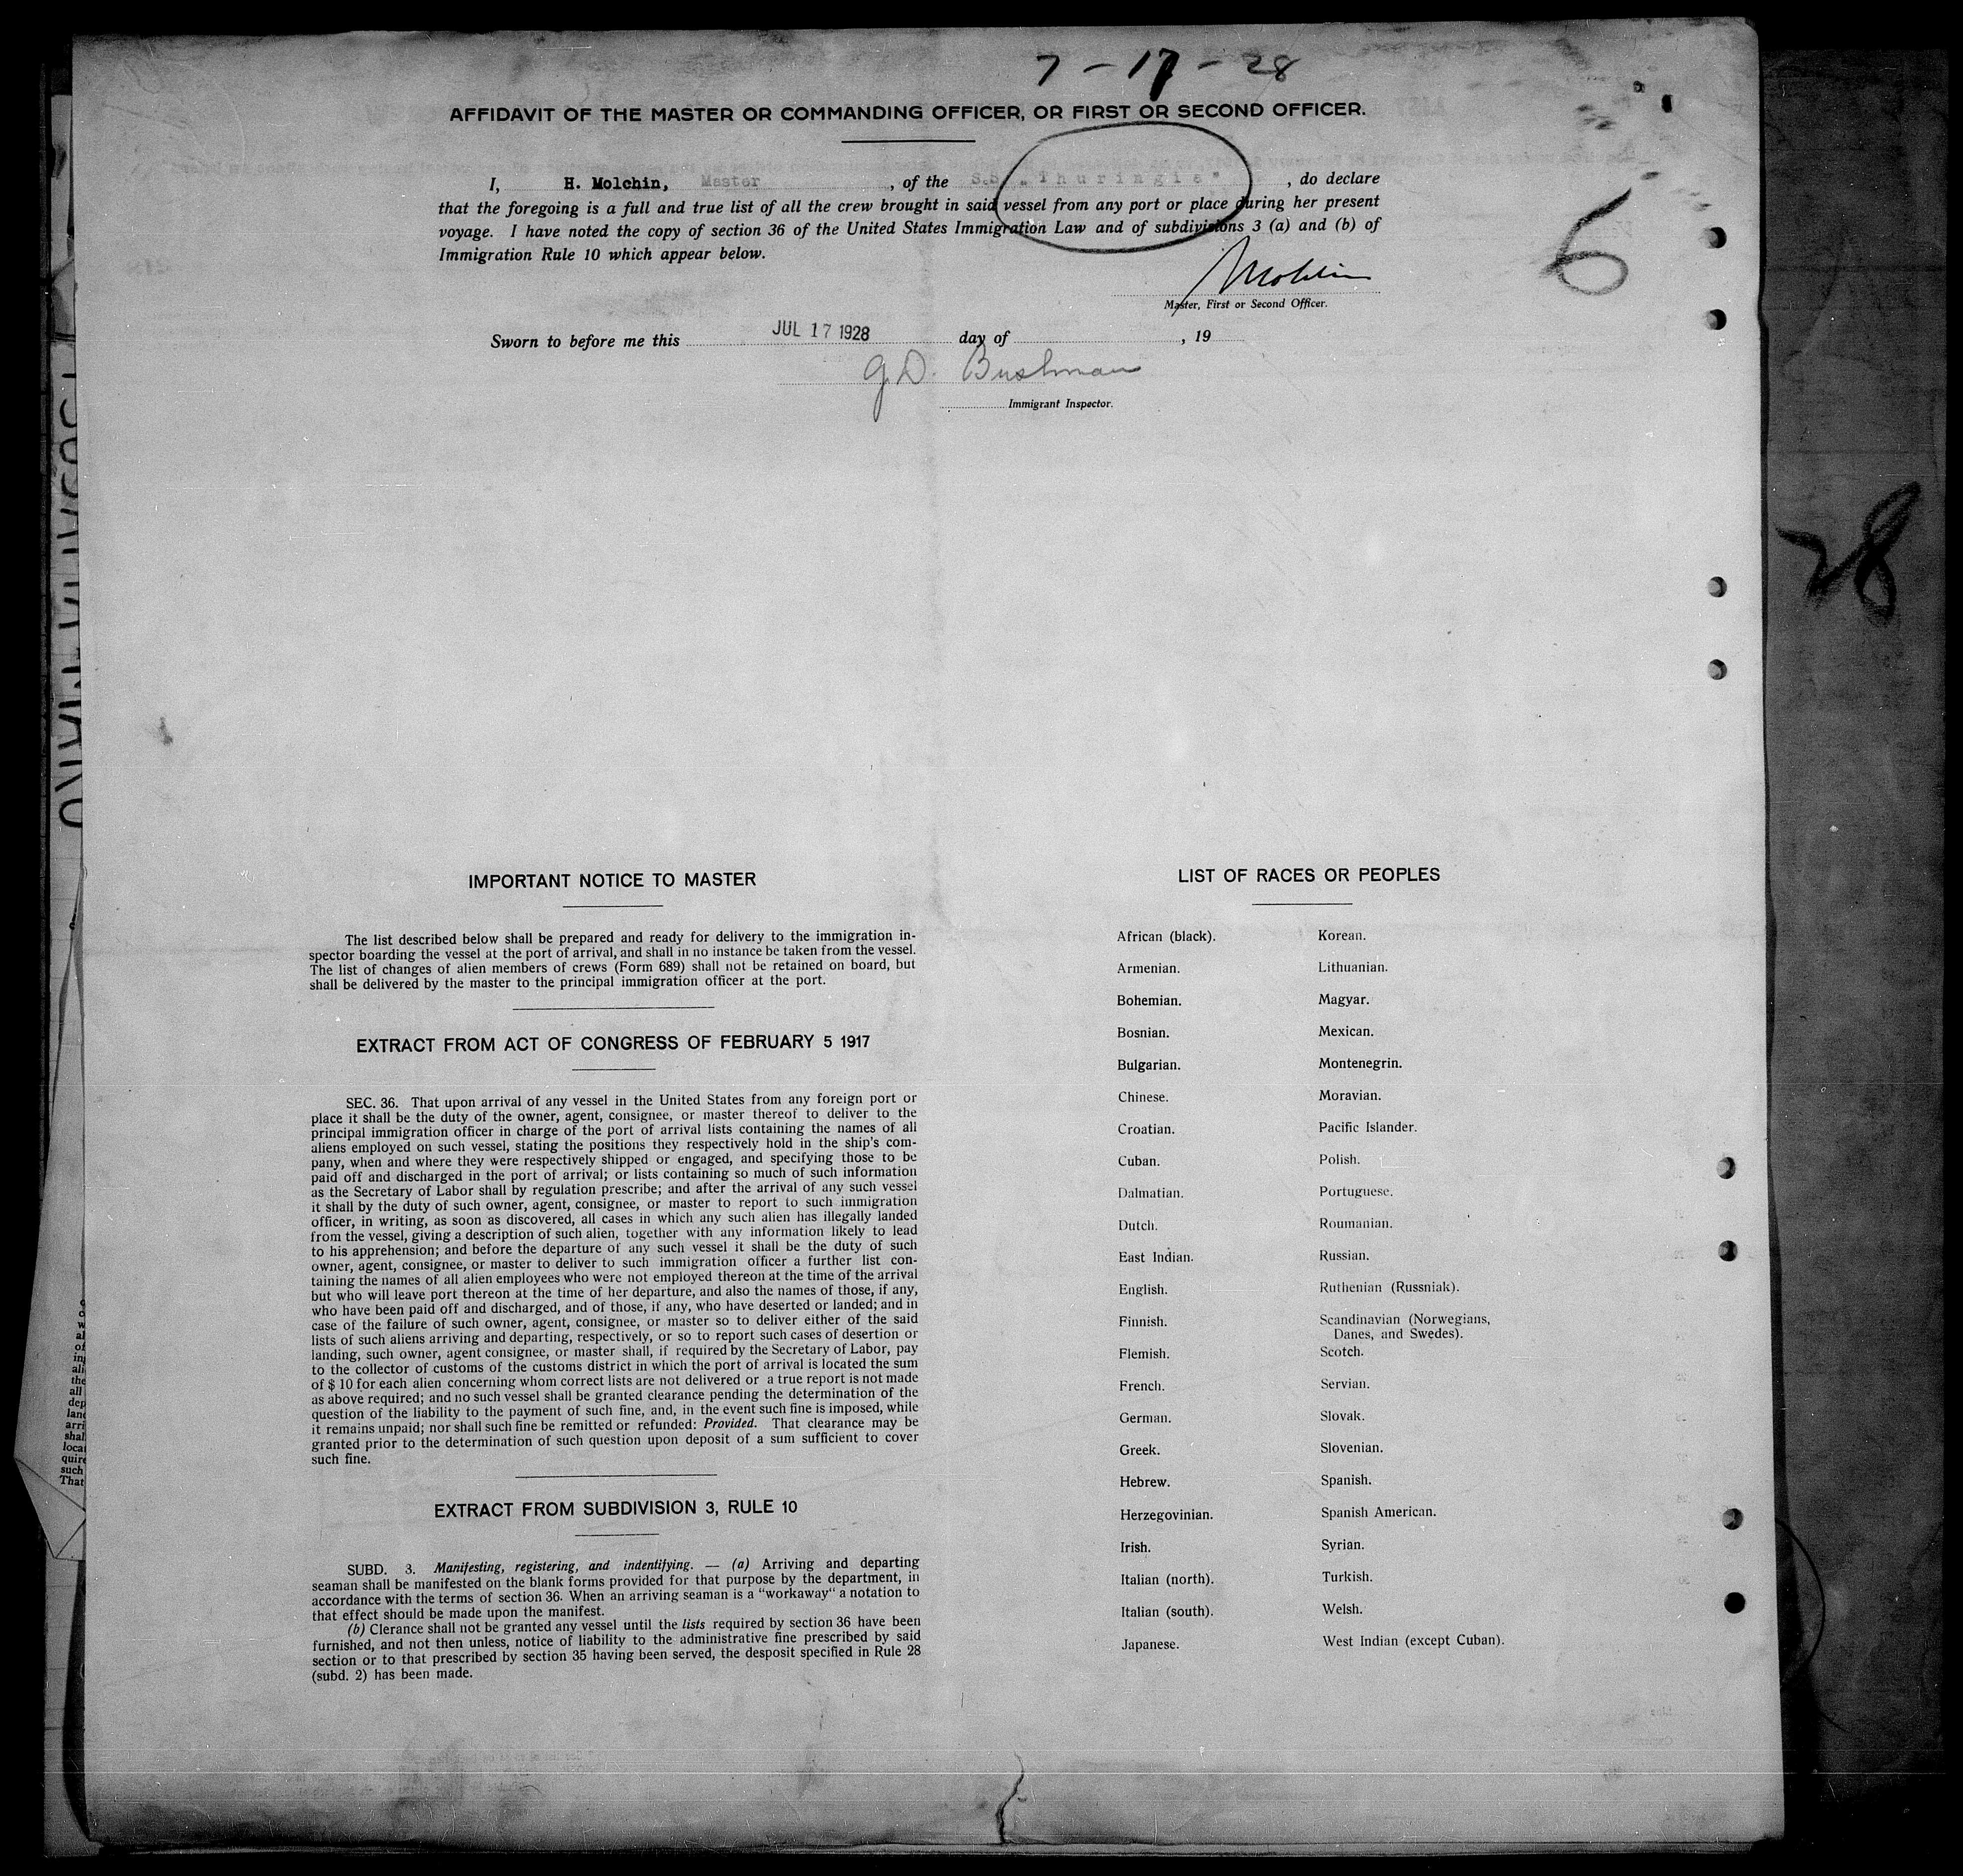 7-17-28
AFFIDAVIT OF THE MASTER OR COMMANDING OFFICER, OR FIRST OR SECOND OFFICER.
I, H. Molchin, Master, of the S.S. „Thuringia", do declare
that the foregoing is a full and true list of all the crew brought in said vessel from any port or place during her present
voyage. I have noted the copy of section 36 of the United States Immigration Law and of subdivisions 3 (a) and (b) of
Immigration Rule 10 which appear below.
6
Molchin
Master, First or Second Officer.
Sworn to before me this JUL 17 1928 day of , 19
G.D. Bushman
Immigrant Inspector.
28
IMPORTANT NOTICE TO MASTER
The list described below shall be prepared and ready for delivery to the immigration in-
spector boarding the vessel at the port of arrival, and shall in no instance be taken from the vessel.
The list of changes of alien members of crews (Form 689) shall not be retained on board, but
shall be delivered by the master to the principal immigration officer at the port.
EXTRACT FROM ACT OF CONGRESS OF FEBRUARY 5 1917
SEC. 36. That upon arrival of any vessel in the United States from any foreign port or
place it shall be the duty of the owner, agent, consignee, or master thereof to deliver to the
principal immigration officer in charge of the port of arrival lists containing the names of all
aliens employed on such vessel, stating the positions they respectively hold in the ship's com-
pany, when and where they were respectively shipped or engaged, and specifying those to be
paid off and discharged in the port of arrival; or lists containing so much of such information
as the Secretary of Labor shall by regulation prescribe; and after the arrival of any such vessel
it shall by the duty of such owner, agent, consignee, or master to report to such immigration
officer, in writing, as soon as discovered, all cases in which any such alien has illegally landed
from the vessel, giving a description of such alien, together with any information likely to lead
to his apprehension; and before the departure of any such vessel it shall be the duty of such
owner, agent, consignee, or master to deliver to such immigration officer a further list con-
taining the names of all alien employees who were not employed thereon at the time of the arrival
but who will leave port thereon at the time of her departure, and also the names of those, if any,
who have been paid off and discharged, and of those, if any, who have deserted or landed; and in
case of the failure of such owner, agent, consignee, or master so to deliver either of the said
lists of such aliens arriving and departing, respectively, or so to report such cases of desertion or
landing, such owner, agent consignee, or master shall, if required by the Secretary of Labor, pay
to the collector of customs of the customs district in which the port of arrival is located the sum
of $ 10 for each alien concerning whom correct lists are not delivered or a true report is not made
as above required; and no such vessel shall be granted clearance pending the determination of the
question of the liability to the payment of such fine, and, in the event such fine is imposed, while
it remains unpaid; nor shall such fine be remitted or refunded: Provided. That clearance may be
granted prior to the determination of such question upon deposit of a sum sufficient to cover
such fine.
EXTRACT FROM SUBDIVISION 3, RULE 10
SUBD. 3. Manifesting, registering, and indentifying. — (a) Arriving and departing
seaman shall be manifested on the blank forms provided for that purpose by the department, in
accordance with the terms of section 36. When an arriving seaman is a “workaway“ a notation to
that effect should be made upon the manifest.
(b) Clerance shall not be granted any vessel until the lists required by section 36 have been
furnished, and not then unless, notice of liability to the administrative fine prescribed by said
section or to that prescribed by section 35 having been served, the desposit specified in Rule 28
(subd. 2) has been made.
LIST OF RACES OR PEOPLES
African (black).
Armenian.
Bohemian.
Bosnian.
Bulgarian.
Chinese.
Croatian.
Cuban.
Dalmatian.
Dutch.
East Indian.
English.
Finnish.
Flemish.
French.
German.
Greek.
Hebrew.
Herzegovinian.
Irish.
Italian (north).
Italian (south).
Japanese.
Korean.
Lithuanian.
Magyar.
Mexican.
Montenegrin.
Moravian.
Pacific Islander.
Polish.
Portuguese.
Roumanian.
Russian.
Ruthenian (Russniak).
Scandinavian (Norwegians,
Danes, and Swedes).
Scotch.
Servian.
Slovak.
Slovenian.
Spanish.
Spanish American.
Syrian.
Turkish.
Welsh.
West Indian (except Cuban).